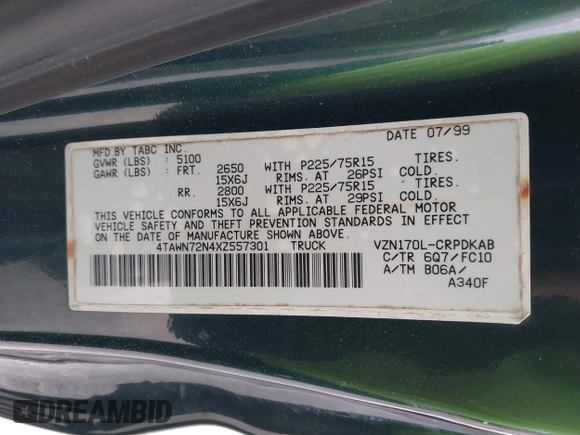 DATE 07/99
MFD BY TABC INC.
GVWR (LBS) : 5100
GAWR (LBS) : FRT. 2650 WITH P225/75R15 TIRES.
15X6J RIMS. AT 26PSI COLD.
RR. 2800 WITH P225/75R15 TIRES.
15X6J RIMS. AT 29PSI COLD.
THIS VEHICLE CONFORMS TO ALL APPLICABLE FEDERAL MOTOR
VEHICLE SAFETY AND THEFT PREVENTION STANDARDS IN EFFECT
ON THE DATE OF MANUFACTURE SHOWN ABOVE.
4TAWN72N4XZ557301 TRUCK VZN170L-CRPDKAB
C/TR 6Q7/FC10
A/TM B06A/
A340F
DREAMBID